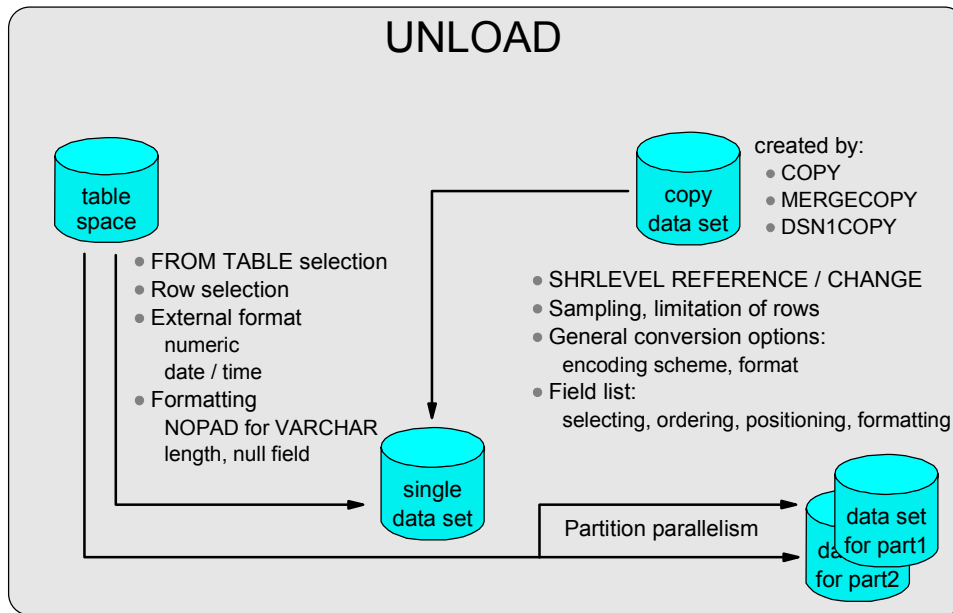 UNLOAD
table
space
copy
data set
created by:
COPY
MERGECOPY
DSN1COPY
FROM TABLE selection
Row selection
External format
numeric
date / time
Formatting
NOPAD for VARCHAR
length, null field
SHRLEVEL REFERENCE / CHANGE
Sampling, limitation of rows
General conversion options:
encoding scheme, format
Field list:
selecting, ordering, positioning, formatting
single
data set
Partition parallelism
data set
for part1
da
for part2